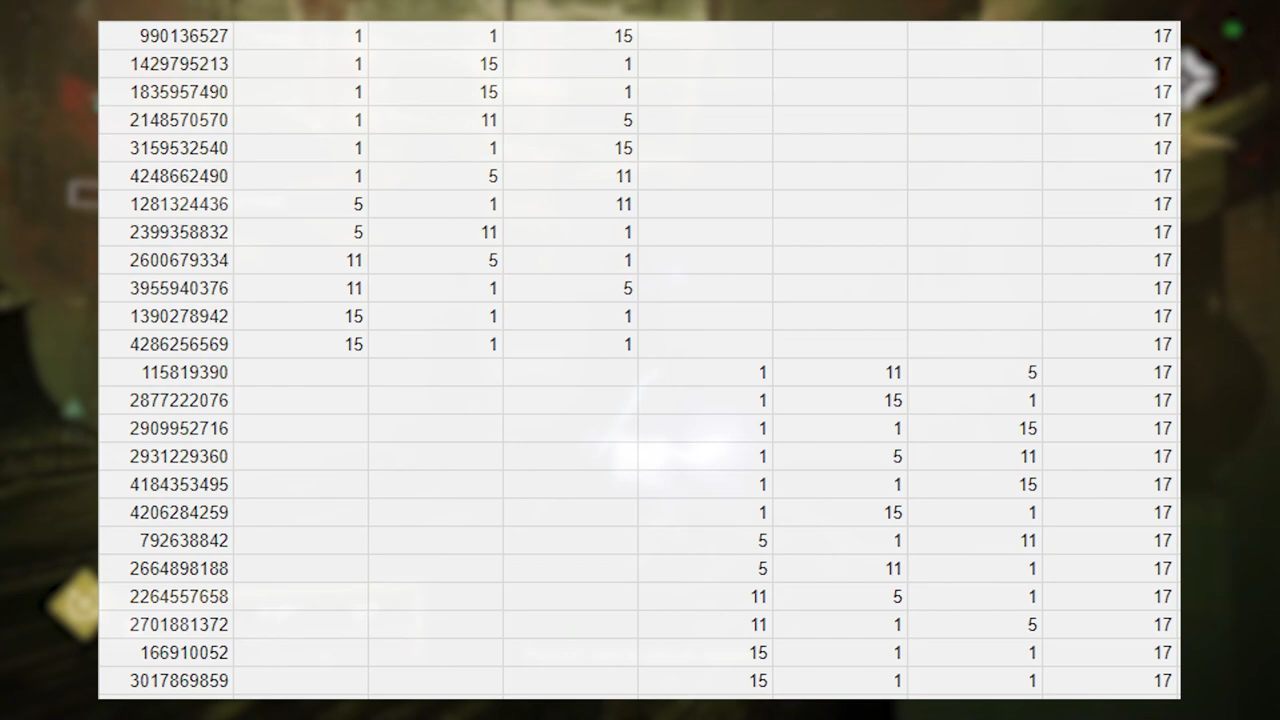 990136527 1 1 15 17
1429795213 1 15 1 17
1835957490 1 15 1 17
2148570570 1 11 5 17
3159532540 1 1 15 17
4248662490 1 5 11 17
1281324436 5 1 11 17
2399358832 5 11 1 17
2600679334 11 5 1 17
3955940376 11 1 5 17
1390278942 15 1 1 17
4286256569 15 1 1 17
115819390 1 11 5 17
2877222076 1 15 1 17
2909952716 1 1 15 17
2931229360 1 5 11 17
4184353495 1 1 15 17
4206284259 1 15 1 17
792638842 5 1 11 17
2664898188 5 11 1 17
2264557658 11 5 1 17
2701881372 11 1 5 17
166910052 15 1 1 17
3017869859 15 1 1 17